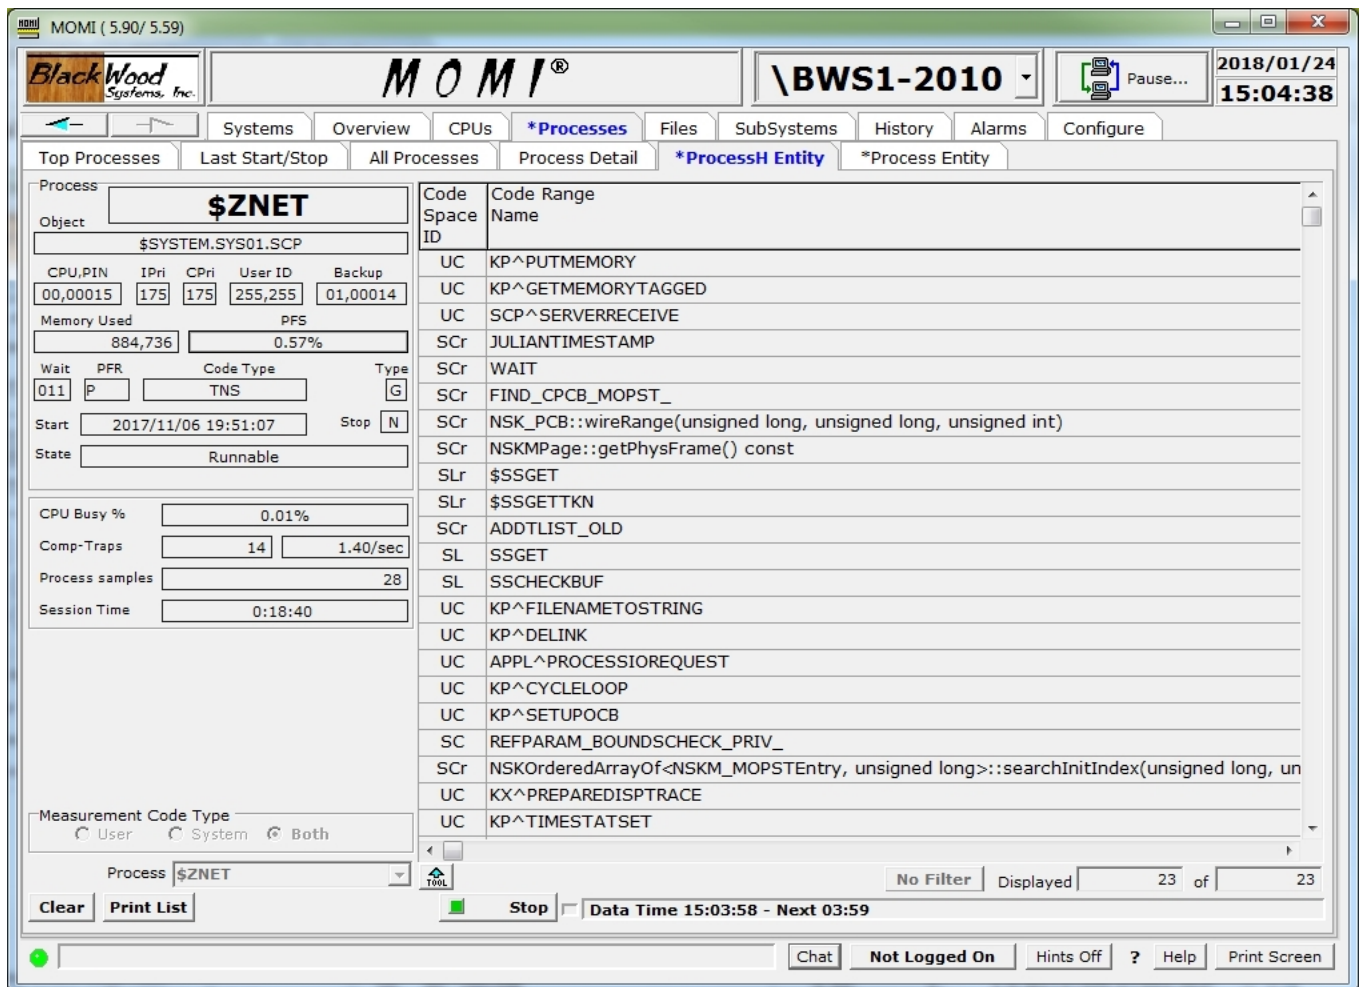 MOMI ( 5.90/ 5.59)
BlackWood Systems, Inc.
MOMI®
\BWS1-2010
Pause...
2018/01/24
15:04:38
Systems Overview CPUs *Processes Files SubSystems History Alarms Configure
Top Processes Last Start/Stop All Processes Process Detail *ProcessH Entity *Process Entity
Process
$ZNET
Object
$SYSTEM.SYS01.SCP
CPU,PIN IPri CPri User ID Backup
00,00015 175 175 255,255 01,00014
Memory Used PFS
884,736 0.57%
Wait PFR Code Type Type
011 P TNS G
Start 2017/11/06 19:51:07 Stop N
State Runnable
CPU Busy % 0.01%
Comp-Traps 14 1.40/sec
Process samples 28
Session Time 0:18:40
Measurement Code Type
User System Both
Process $ZNET
Clear Print List
Code Space ID Code Range Name
UC KP^PUTMEMORY
UC KP^GETMEMORYTAGGED
UC SCP^SERVERRECEIVE
SCr JULIANTIMESTAMP
SCr WAIT
SCr FIND_CPCB_MOPST_
SCr NSK_PCB::wireRange(unsigned long, unsigned long, unsigned int)
SCr NSKMPage::getPhysFrame() const
SLr $SSGET
SLr $SSGETTKN
SCr ADDTLIST_OLD
SL SSGET
SL SSCHECKBUF
UC KP^FILENAMETOSTRING
UC KP^DELINK
UC APPL^PROCESSIOREQUEST
UC KP^CYCLELOOP
UC KP^SETUPOCB
SC REFPARAM_BOUNDSCHECK_PRIV_
SCr NSKOrderedArrayOf<NSKM_MOPSTEntry, unsigned long>::searchInitIndex(unsigned long, un
UC KX^PREPAREDISPTRACE
UC KP^TIMESTATSET
TOOL
No Filter Displayed 23 of 23
Stop Data Time 15:03:58 - Next 03:59
Chat Not Logged On Hints Off ? Help Print Screen